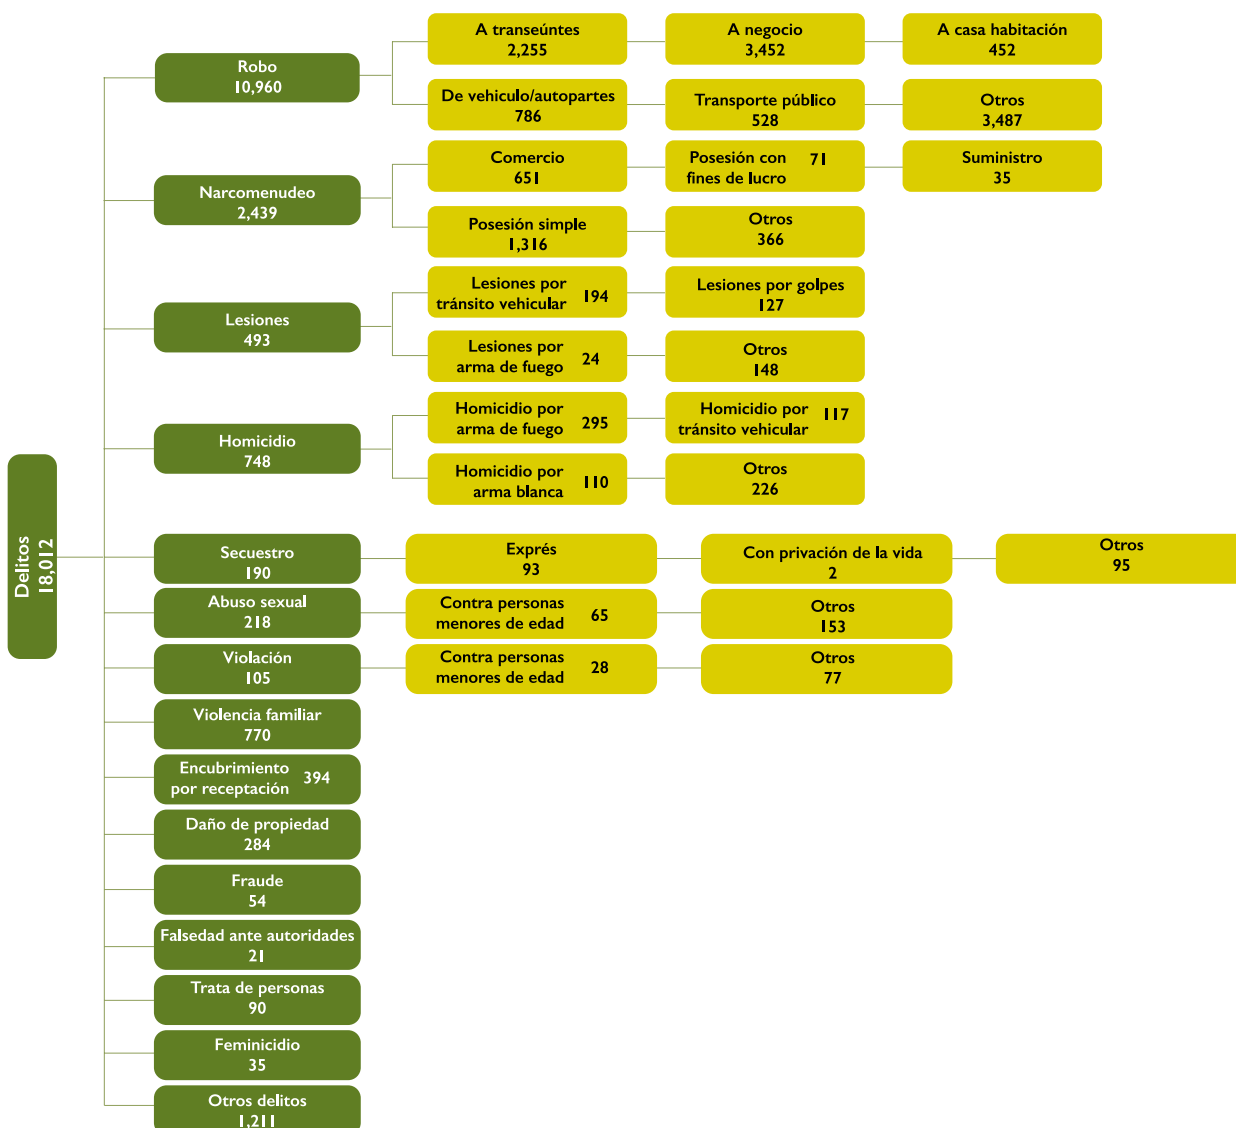 Delitos
18,012
Robo
10,960
A transeúntes
2,255
A negocio
3,452
A casa habitación
452
De vehiculo/autopartes
786
Transporte público
528
Otros
3,487
Narcomenudeo
2,439
Comercio
651
Posesión con 71
fines de lucro
Suministro
35
Posesión simple
1,316
Otros
366
Lesiones
493
Lesiones por
tránsito vehicular 194
Lesiones por golpes
127
Lesiones por
arma de fuego 24
Otros
148
Homicidio
748
Homicidio por
arma de fuego 295
Homicidio por 117
tránsito vehicular
Homicidio por
arma blanca 110
Otros
226
Secuestro
190
Exprés
93
Con privación de la vida
2
Otros
95
Abuso sexual
218
Contra personas
menores de edad 65
Otros
153
Violación
105
Contra personas
menores de edad 28
Otros
77
Violencia familiar
770
Encubrimiento
por receptación 394
Daño de propiedad
284
Fraude
54
Falsedad ante autoridades
21
Trata de personas
90
Feminicidio
35
Otros delitos
1,211